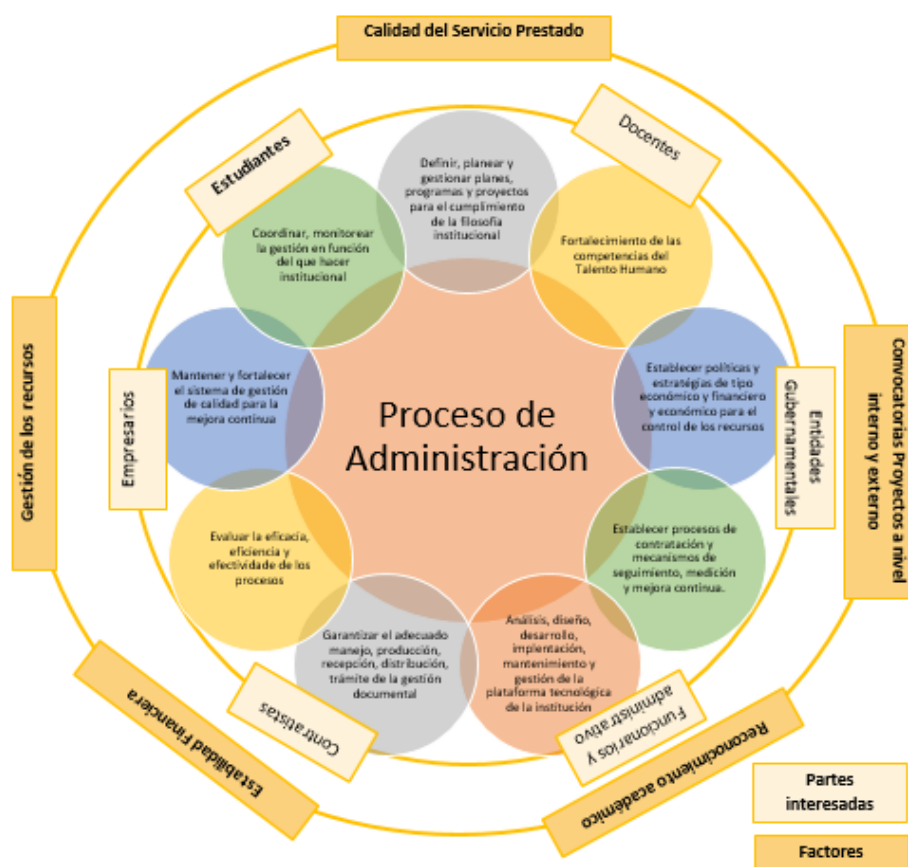 Calidad del Servicio Prestado
Estudiantes
Docentes
Definir, planear y
gestionar planes,
programas y proyectos
para el cumplimiento
de la filosofía
institucional
Coordinar, monitorear
la gestión en función
del que hacer
institucional
Fortalecimiento de las
competencias del
Talento Humano
Gestión de los recursos
Empresarios
Mantener y fortalecer
el sistema de gestión
de calidad para la
mejora continua
Proceso de
Administración
Establecer políticas y
estratégias de tipo
económico y financiero
y económico para el
control de los recursos
Entidades
Gubernamentales
Convocatorias Proyectos a nivel
interno y externo
Evaluar la eficacia,
eficiencia y
efectividad de los
procesos
Establecer procesos de
contratación y
mecanismos de
seguimiento, medición
y mejora continua.
Garantizar el adecuado
manejo, producción,
recepción, distribución,
trámite de la gestión
documental
Análisis, diseño,
desarrollo,
implentación,
mantenimiento y
gestión de la
plataforma tecnológica
de la institución
Contratistas
Funcionarios y
administrativo
Estabilidad Financiera
Reconocimiento académico
Partes
interesadas
Factores